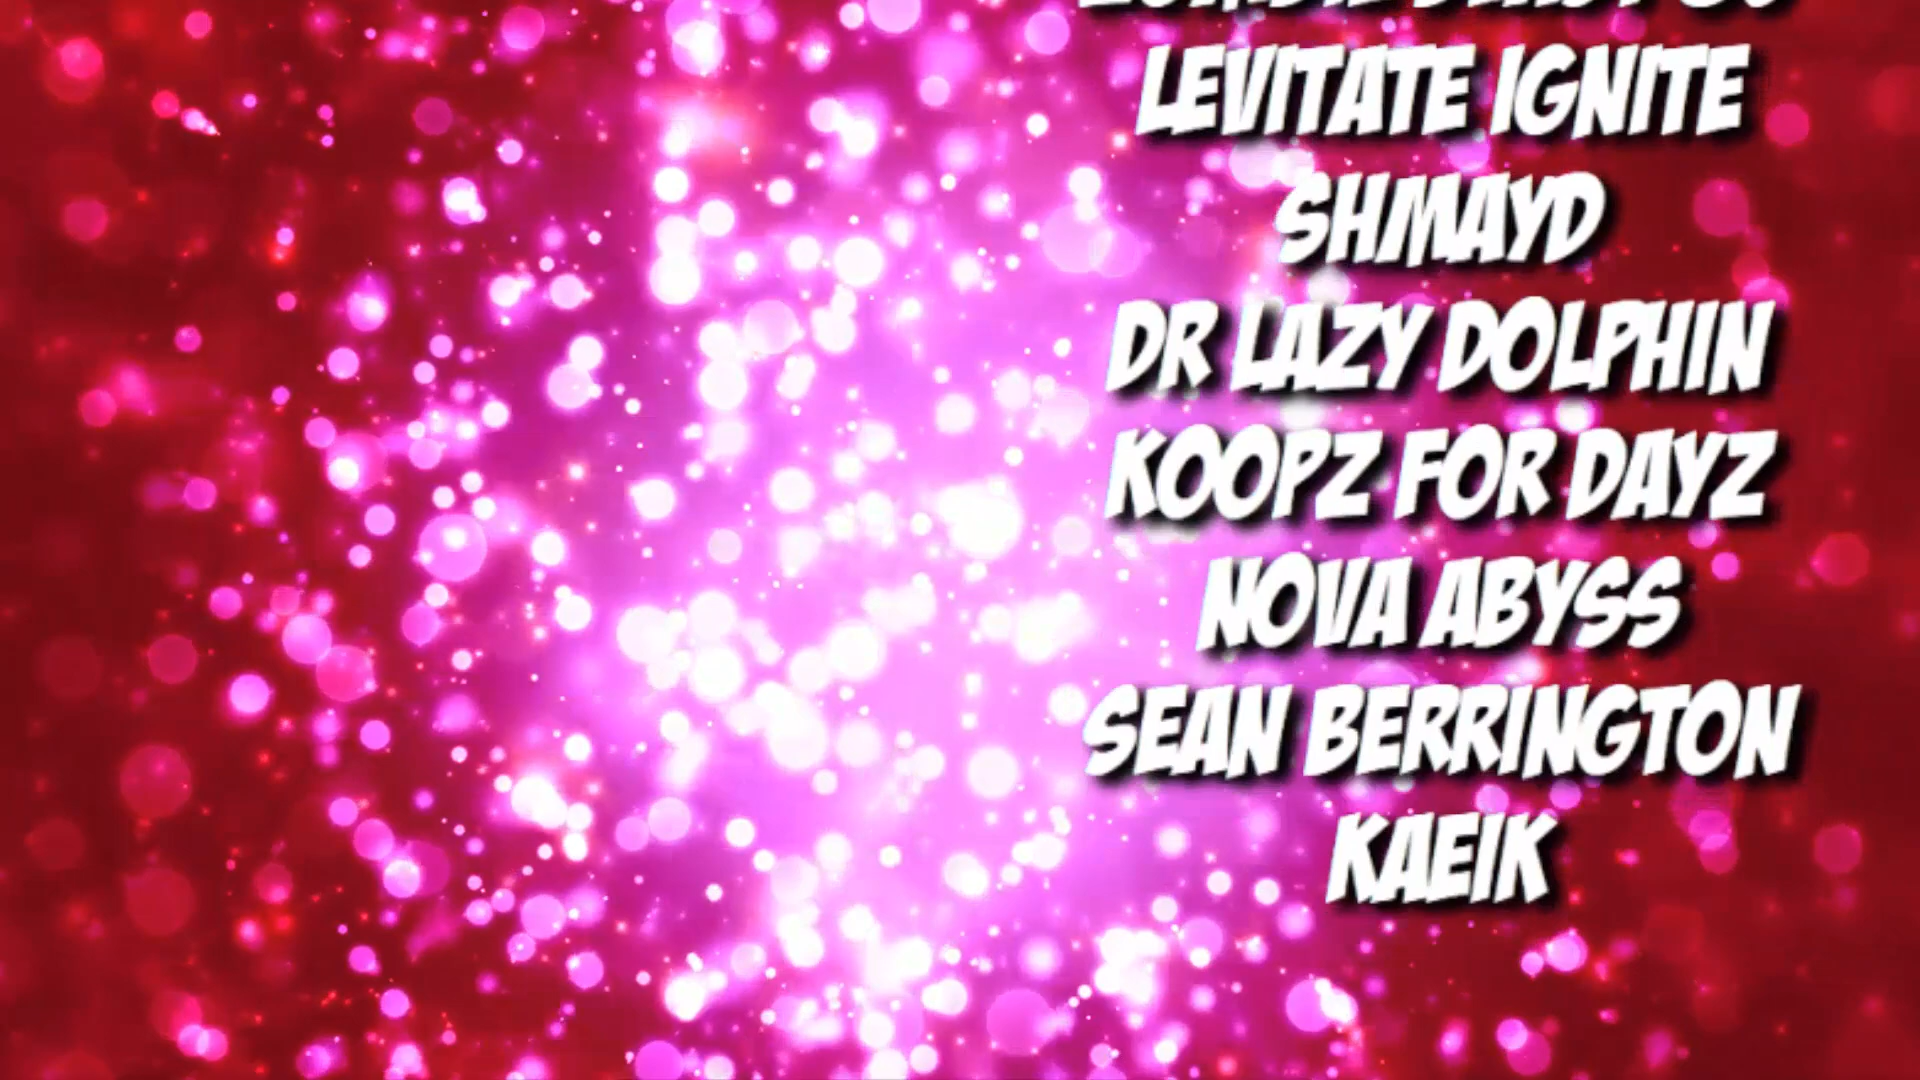 LEVITATE IGNITE
SHMAYD
DR LAZY DOLPHIN
KOOPZ FOR DAYZ
NOVA ABYSS
SEAN BERRINGTON
KAEIK